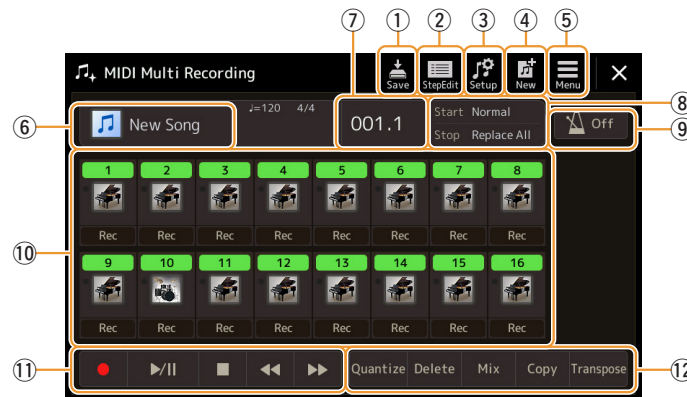 ⑦ ① ② ③ ④ ⑤
MIDI Multi Recording
Save StepEdit Setup New Menu
⑧
⑥ New Song ♩=120 4/4 001.1 Start Normal
Stop Replace All
Off ⑨
1 2 3 4 5 6 7 8
Rec Rec Rec Rec Rec Rec Rec Rec
⑩
9 10 11 12 13 14 15 16
Rec Rec Rec Rec Rec Rec Rec Rec
⑪ Quantize Delete Mix Copy Transpose ⑫